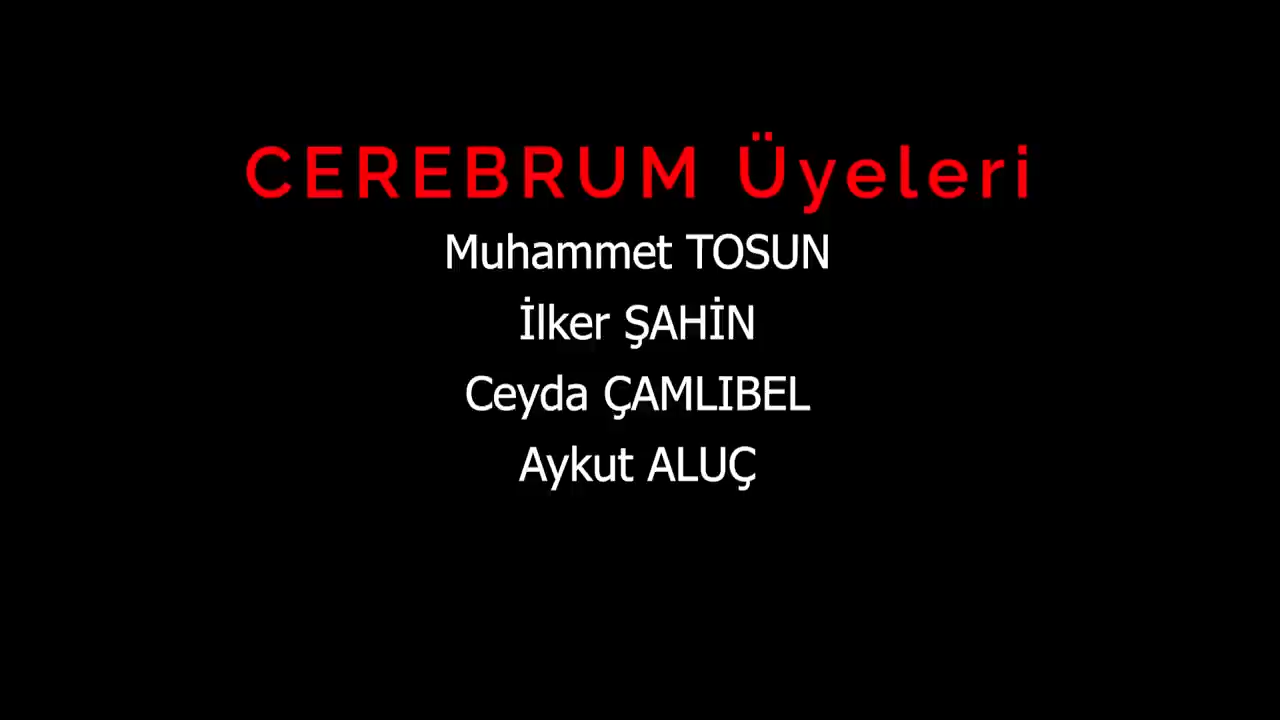 CEREBRUM Üyeleri
Muhammet TOSUN
İlker ŞAHİN
Ceyda ÇAMLIBEL
Aykut ALUÇ